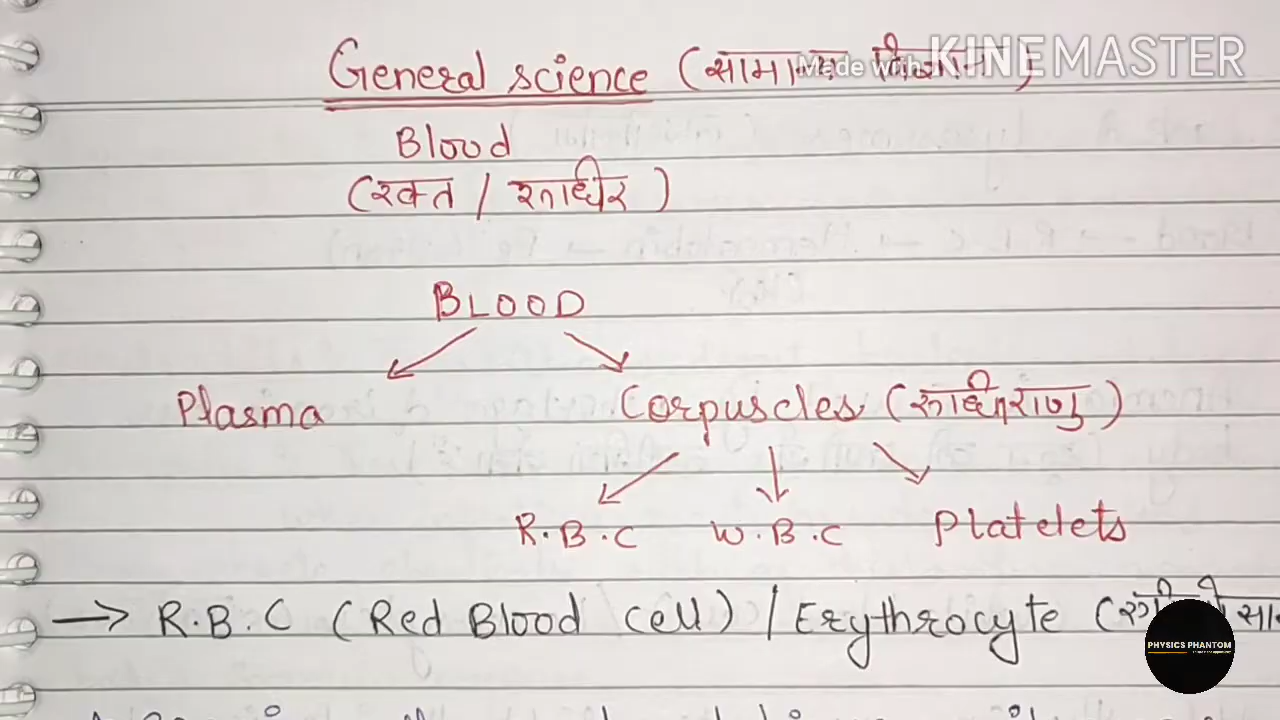 General science (सामान्य विज्ञान)
Made with KINEMASTER
Blood
(रक्त / रूधीर )
BLOOD
Plasma Corpuscles (रूधीराणु)
R.B.C W.B.C Platelets
→ R.B.C (Red Blood cell) / Erythrocyte (
PHYSICS PHANTOM